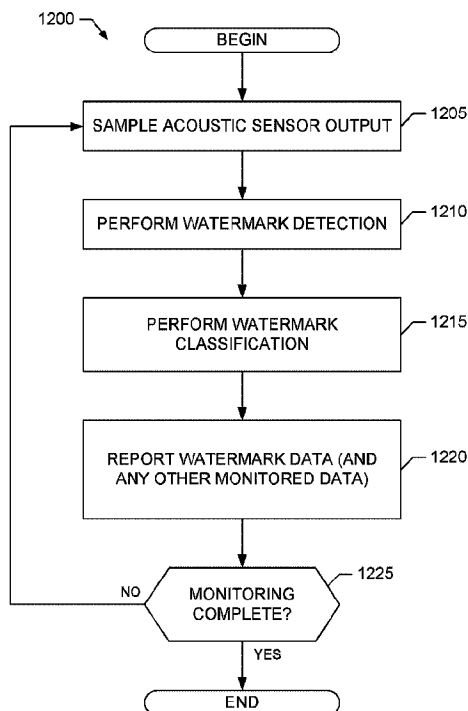 1200
BEGIN
SAMPLE ACOUSTIC SENSOR OUTPUT
1205
PERFORM WATERMARK DETECTION
1210
PERFORM WATERMARK
CLASSIFICATION
1215
REPORT WATERMARK DATA (AND
ANY OTHER MONITORED DATA)
1220
MONITORING
COMPLETE?
1225
NO
YES
END